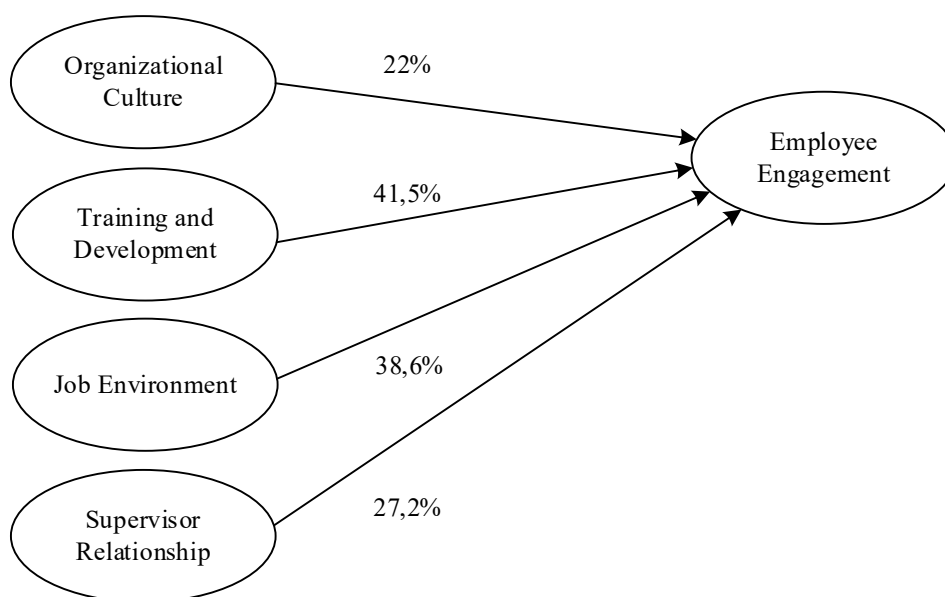 Organizational
Culture
22%
Employee
Engagement
Training and
Development
41,5%
Job Environment
38,6%
Supervisor
Relationship
27,2%